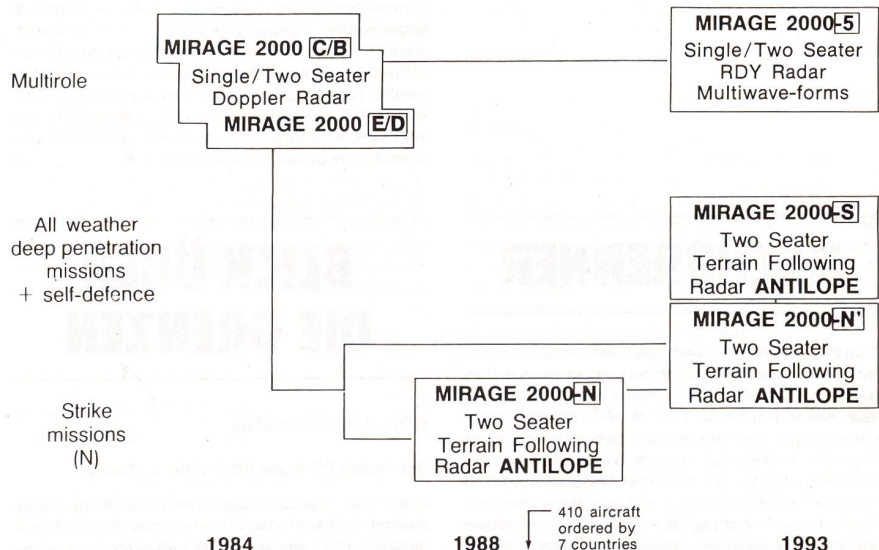 Multirole
MIRAGE 2000 C/B
Single/Two Seater
Doppler Radar
MIRAGE 2000 E/D
MIRAGE 2000-5
Single/Two Seater
RDY Radar
Multiwave-forms
All weather
deep penetration
missions
+ self-defence
MIRAGE 2000-S
Two Seater
Terrain Following
Radar ANTILOPE
MIRAGE 2000-N'
Two Seater
Terrain Following
Radar ANTILOPE
Strike
missions
(N)
MIRAGE 2000-N
Two Seater
Terrain Following
Radar ANTILOPE
1984
1988
410 aircraft
ordered by
7 countries
1993